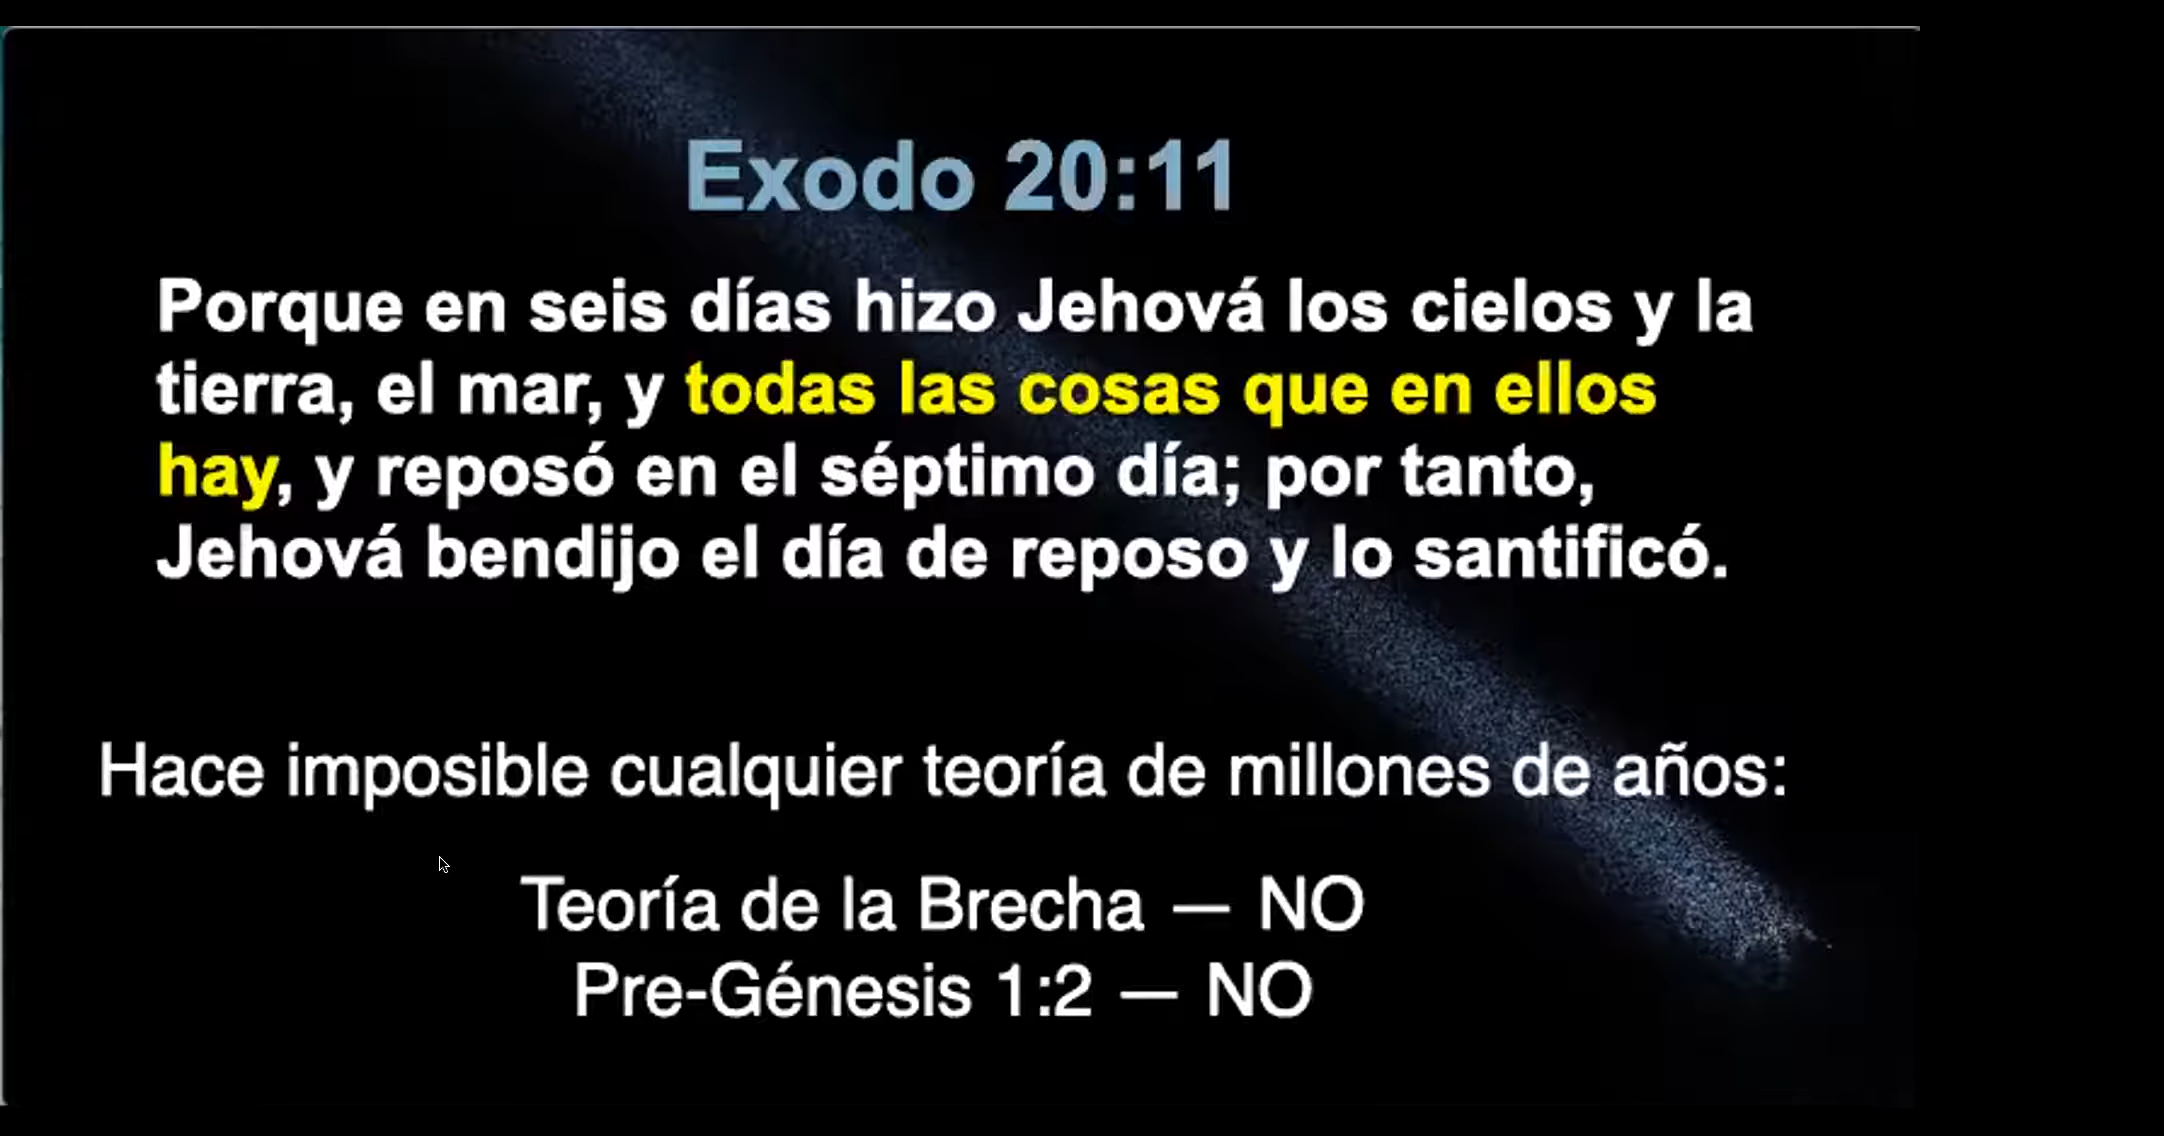 Exodo 20:11
Porque en seis días hizo Jehová los cielos y la
tierra, el mar, y todas las cosas que en ellos
hay, y reposó en el séptimo día; por tanto,
Jehová bendijo el día de reposo y lo santificó.
Hace imposible cualquier teoría de millones de años:
Teoría de la Brecha — NO
Pre-Génesis 1:2 — NO